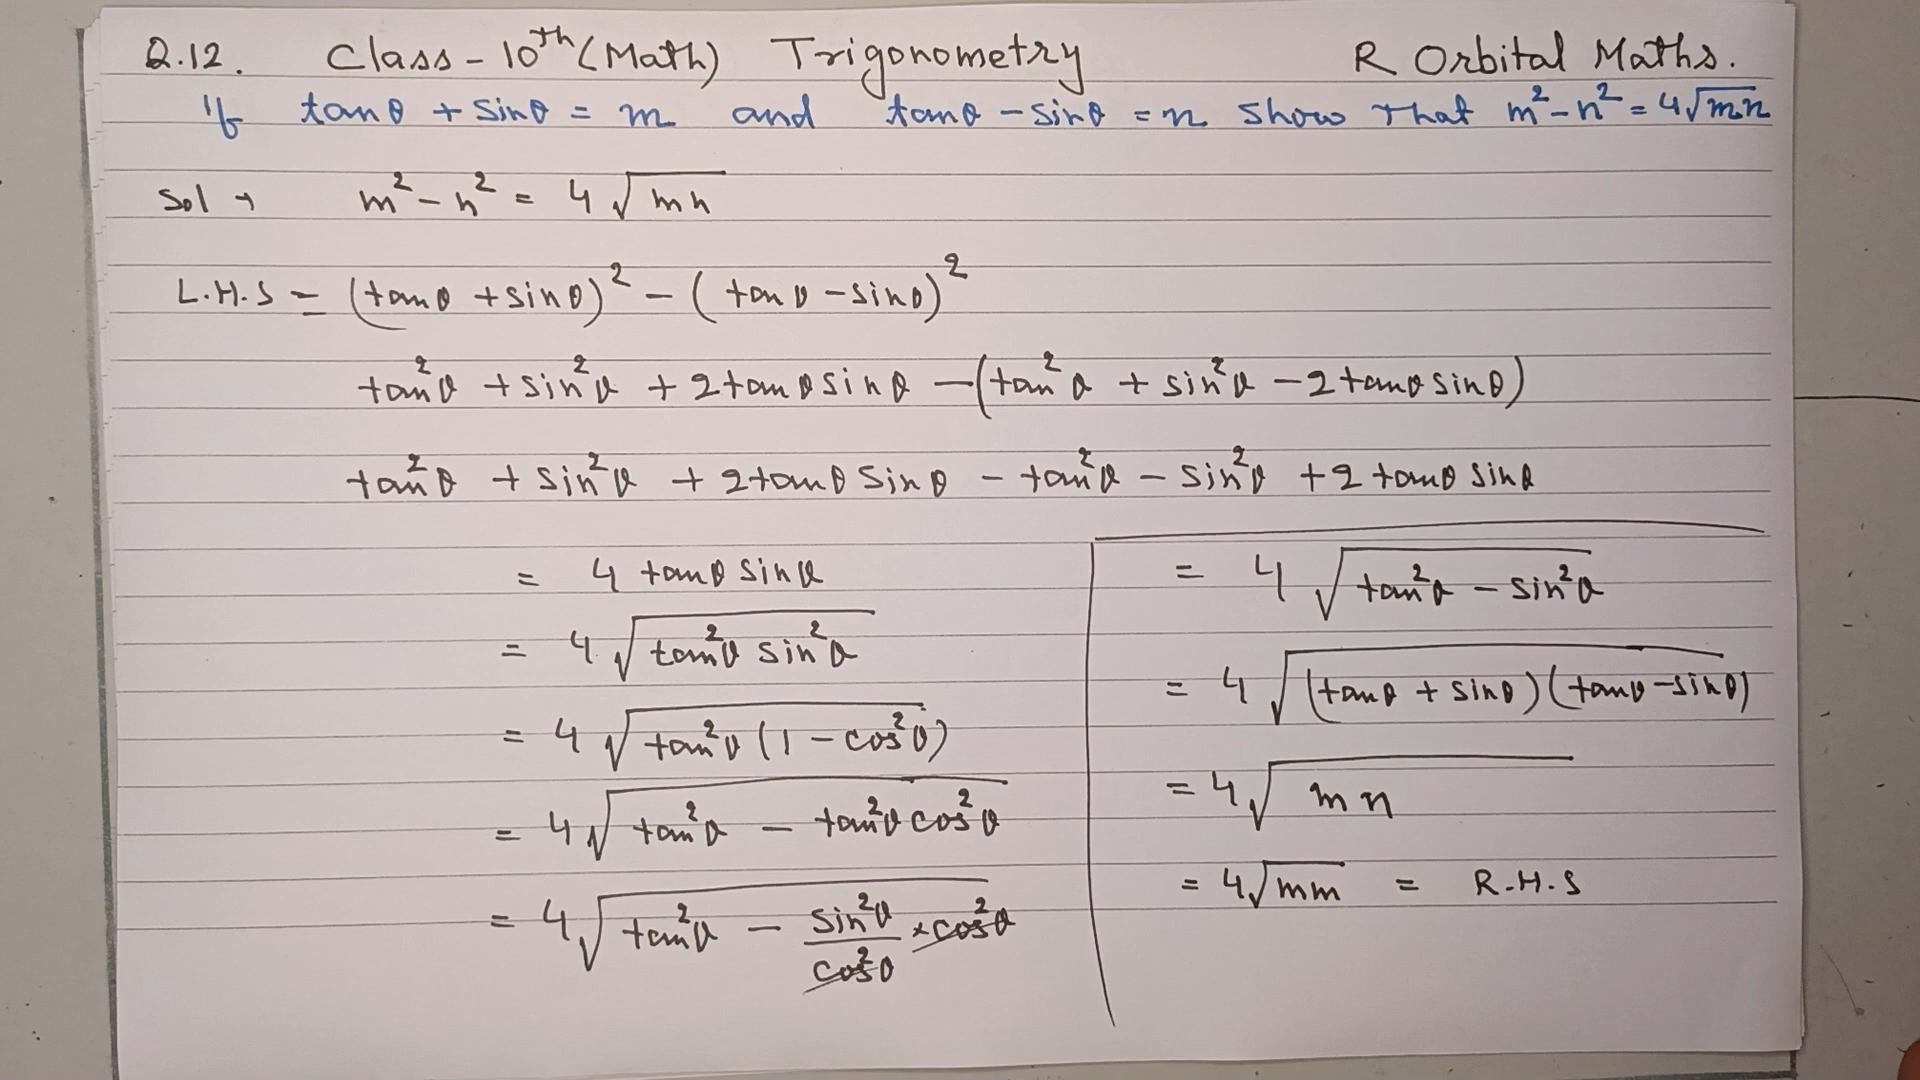 Q.12. Class-10th (Math) Trigonometry R Orbital Maths.
If tanθ + sinθ = m and tanθ - sinθ = n show that m² - n² = 4√mn
Sol → m² - n² = 4√mn
L.H.S = (tanθ + sinθ)² - (tanθ - sinθ)²
tan²θ + sin²θ + 2tanθ sinθ - (tan²θ + sin²θ - 2tanθ sinθ)
tan²θ + sin²θ + 2tanθ sinθ - tan²θ - sin²θ + 2tanθ sinθ
= 4 tanθ sinθ
= 4√tan²θ sin²θ
= 4√tan²θ(1 - cos²θ)
= 4√tan²θ - tan²θ cos²θ
= 4√tan²θ - sin²θ/cos²θ × cos²θ
= 4√tan²θ - sin²θ
= 4√(tanθ + sinθ)(tanθ - sinθ)
= 4√mn
= 4√mm = R.H.S